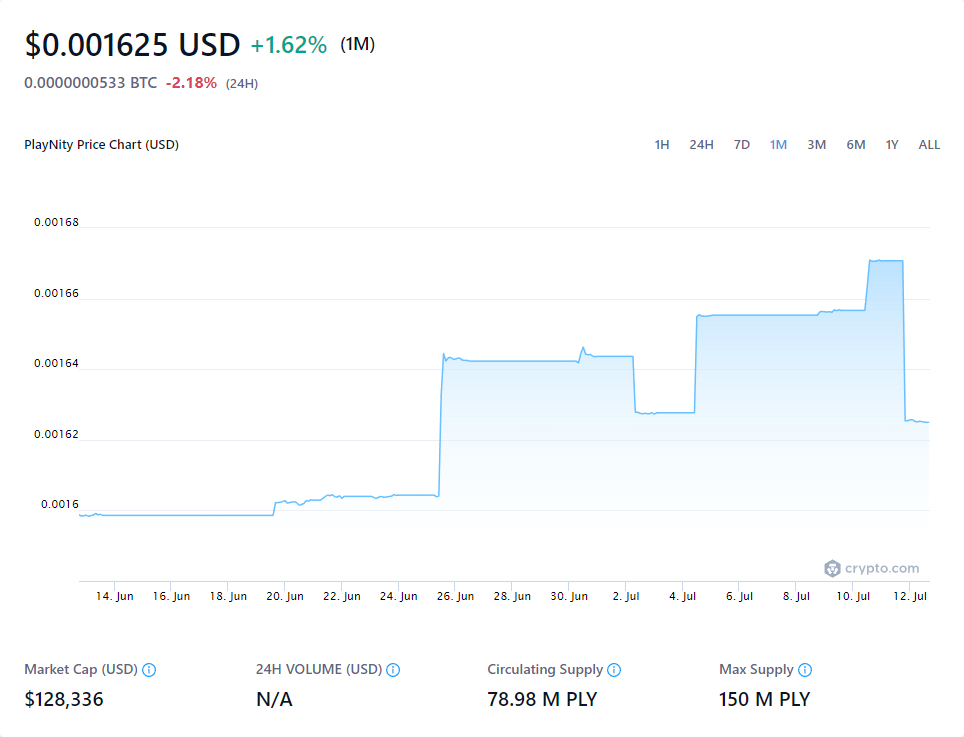 $0.001625 USD +1.62% (1M)
0.0000000533 BTC -2.18% (24H)
PlayNity Price Chart (USD) 1H 24H 7D 1M 3M 6M 1Y ALL
0.00168
0.00166
0.00164
0.00162
0.0016
crypto.com
14. Jun 16. Jun 18. Jun 20. Jun 22. Jun 24. Jun 26. Jun 28. Jun 30. Jun 2. Jul 4. Jul 6. Jul 8. Jul 10. Jul 12. Jul
Market Cap (USD) 24H VOLUME (USD) Circulating Supply Max Supply
$128,336 N/A 78.98 M PLY 150 M PLY